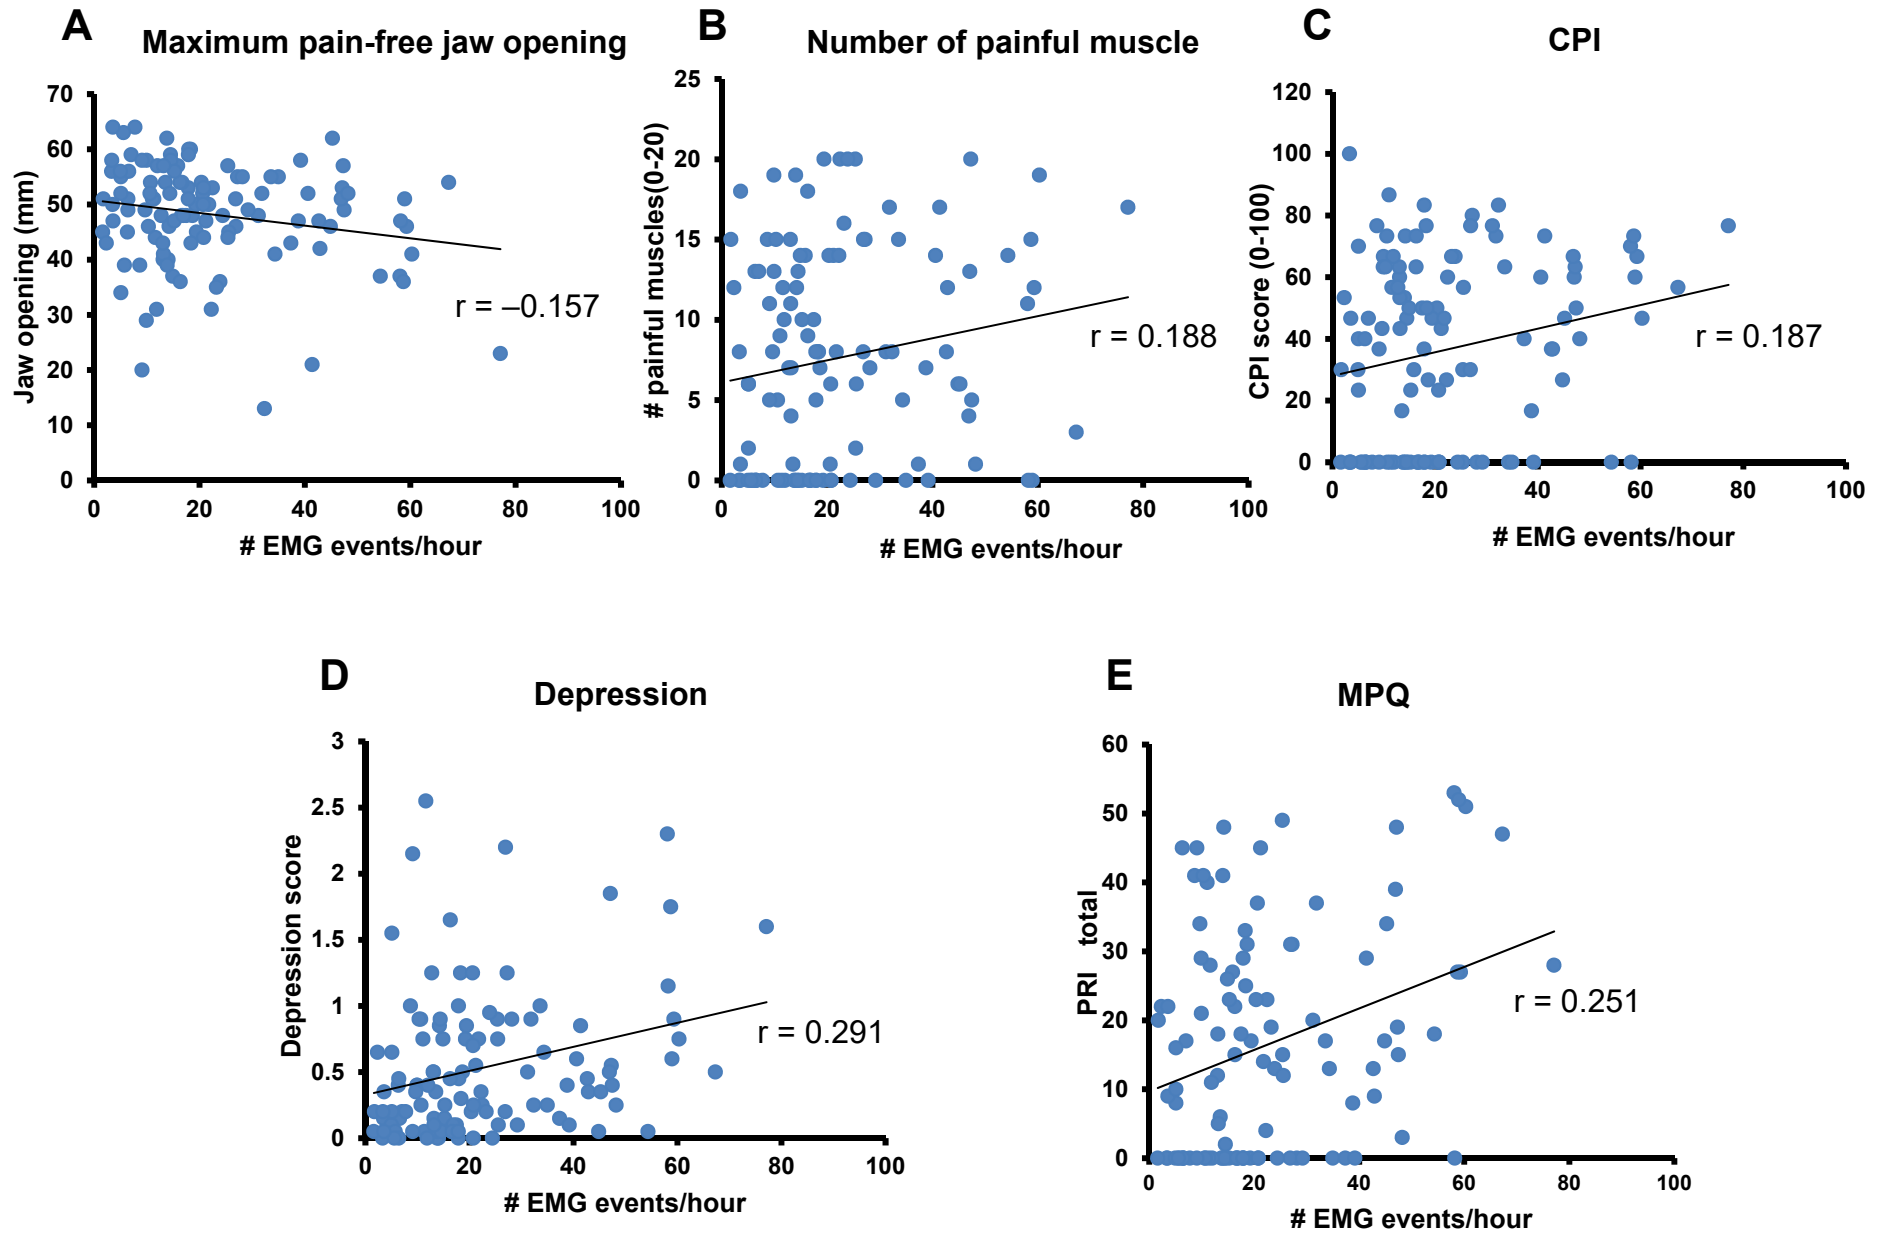 A
Maximum pain-free jaw opening
70
60
50
40
30
20
10
0
0 20 40 60 80 100
Jaw opening (mm)
# EMG events/hour
r = –0.157
B
Number of painful muscle
25
20
15
10
5
0
0 20 40 60 80 100
# painful muscles(0-20)
# EMG events/hour
r = 0.188
C
CPI
120
100
80
60
40
20
0
0 20 40 60 80 100
CPI score (0-100)
# EMG events/hour
r = 0.187
D
Depression
3
2.5
2
1.5
1
0.5
0
0 20 40 60 80 100
Depression score
# EMG events/hour
r = 0.291
E
MPQ
60
50
40
30
20
10
0
0 20 40 60 80 100
PRI total
# EMG events/hour
r = 0.251